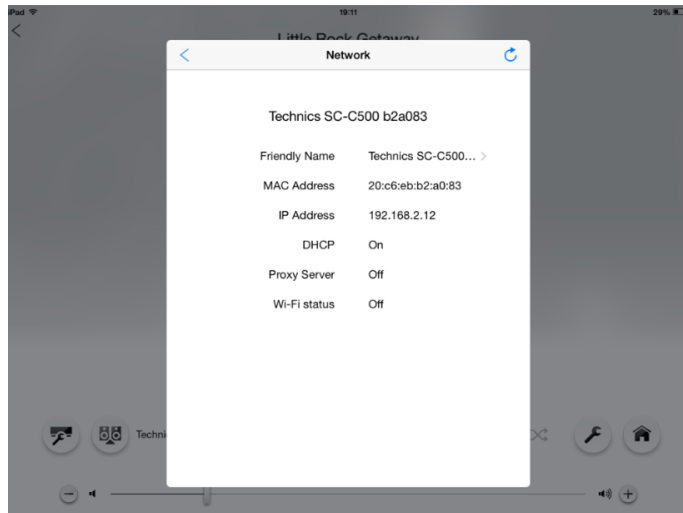 iPad 19:11 29%
Little Rock Getaway
Network
Technics SC-C500 b2a083
Friendly Name Technics SC-C500...
MAC Address 20:c6:eb:b2:a0:83
IP Address 192.168.2.12
DHCP On
Proxy Server Off
Wi-Fi status Off
Techni